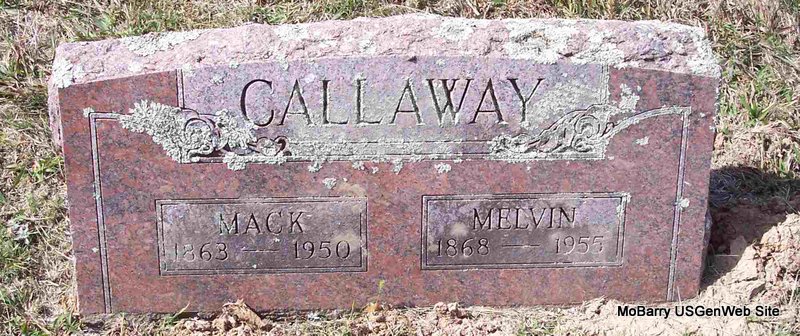 CALLAWAY
MACK
1863 — 1950
MELVIN
1868 — 1955
MoBarry USGenWeb Site